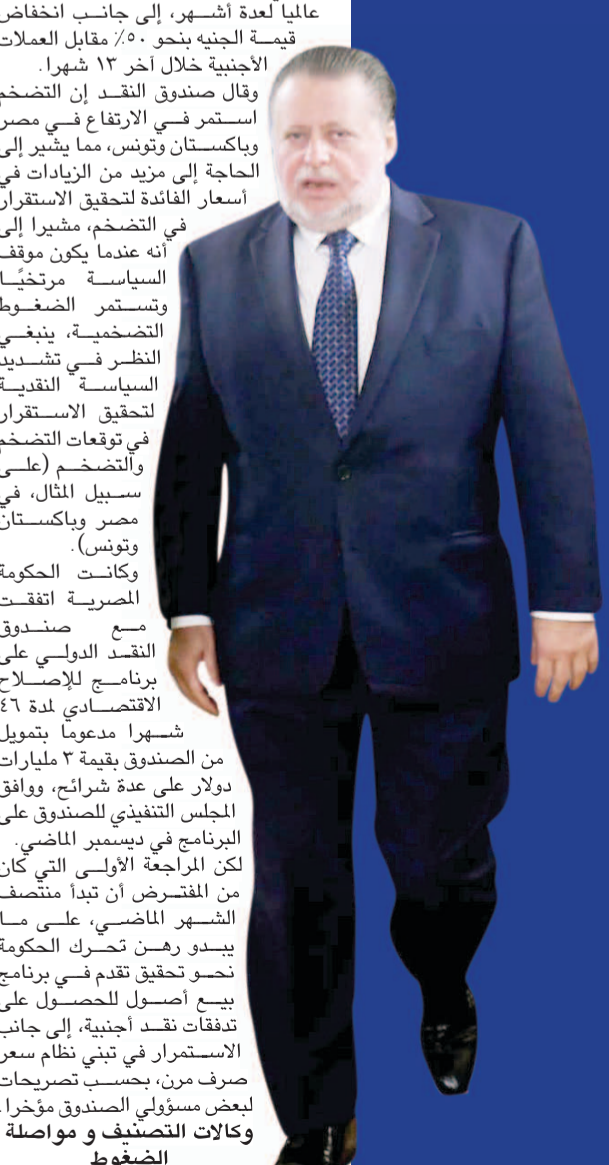 عالميا لعدة أشهر، إلى جانب انخفاض
قيمة الجنيه بنحو ٥٠٪ مقابل العملات
الأجنبية خلال آخر ١٣ شهرا.
وقال صندوق النقد إن التضخم
استمر في الارتفاع في مصر
وباكستان وتونس، مما يشير إلى
الحاجة إلى مزيد من الزيادات في
أسعار الفائدة لتحقيق الاستقرار
في التضخم، مشيرا إلى
أنه عندما يكون موقف
السياسة مرتخيًا
وتستمر الضغوط
التضخمية، ينبغي
النظر في تشديد
السياسة النقدية
لتحقيق الاستقرار
في توقعات التضخم
والتضخم (على
سبيل المثال، في
مصر وباكستان
وتونس).
وكانت الحكومة
المصرية اتفقت
مع صندوق
النقد الدولي على
برنامج للإصلاح
الاقتصادي لمدة ٤٦
شهرا مدعوما بتمويل
من الصندوق بقيمة ٣ مليارات
دولار على عدة شرائح، ووافق
المجلس التنفيذي للصندوق على
البرنامج في ديسمبر الماضي.
لكن المراجعة الأولى التي كان
من المفترض أن تبدأ منتصف
الشهر الماضي، على ما
يبدو رهن تحرك الحكومة
نحو تحقيق تقدم في برنامج
بيع أصول للحصول على
تدفقات نقد أجنبية، إلى جانب
الاستمرار في تبني نظام سعر
صرف مرن، بحسب تصريحات
لبعض مسؤولي الصندوق مؤخرا.
وكالات التصنيف و مواصلة
الضغوط